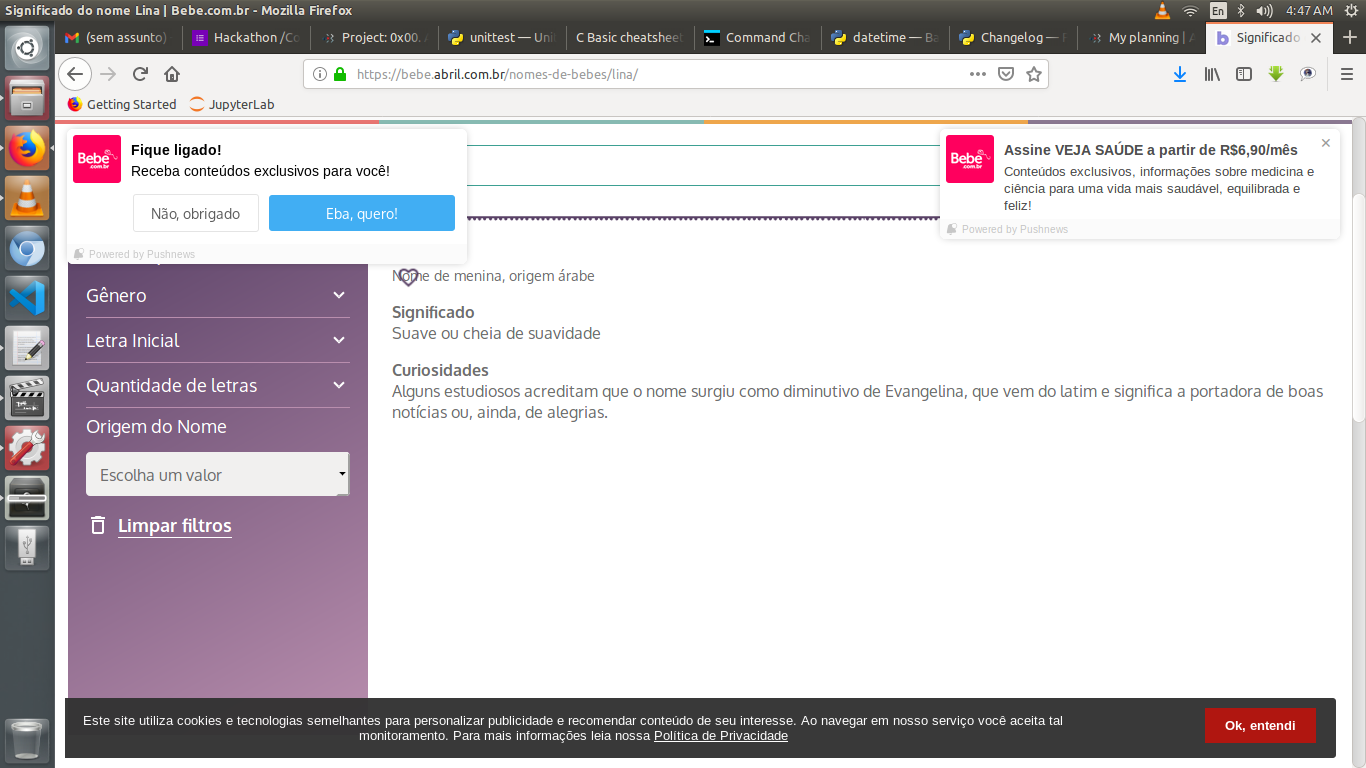 Significado do nome Lina | Bebe.com.br - Mozilla Firefox
En
4:47 AM
(sem assunto)
Hackathon /Co
Project: 0x00.
unittest — Uni
C Basic cheatsheet
Command Cha
datetime — Ba
Changelog —
My planning |
Significado
https://bebe.abril.com.br/nomes-de-bebes/lina/
Getting Started
JupyterLab
Bebê
.com.br
Fique ligado!
Receba conteúdos exclusivos para você!
Não, obrigado
Eba, quero!
Powered by Pushnews
Bebê
.com.br
Assine VEJA SAÚDE a partir de R$6,90/mês
Conteúdos exclusivos, informações sobre medicina e
ciência para uma vida mais saudável, equilibrada e
feliz!
Powered by Pushnews
Gênero
Letra Inicial
Quantidade de letras
Origem do Nome
Escolha um valor
Limpar filtros
Nome de menina, origem árabe
Significado
Suave ou cheia de suavidade
Curiosidades
Alguns estudiosos acreditam que o nome surgiu como diminutivo de Evangelina, que vem do latim e significa a portadora de boas
notícias ou, ainda, de alegrias.
Este site utiliza cookies e tecnologias semelhantes para personalizar publicidade e recomendar conteúdo de seu interesse. Ao navegar em nosso serviço você aceita tal
monitoramento. Para mais informações leia nossa Política de Privacidade
Ok, entendi